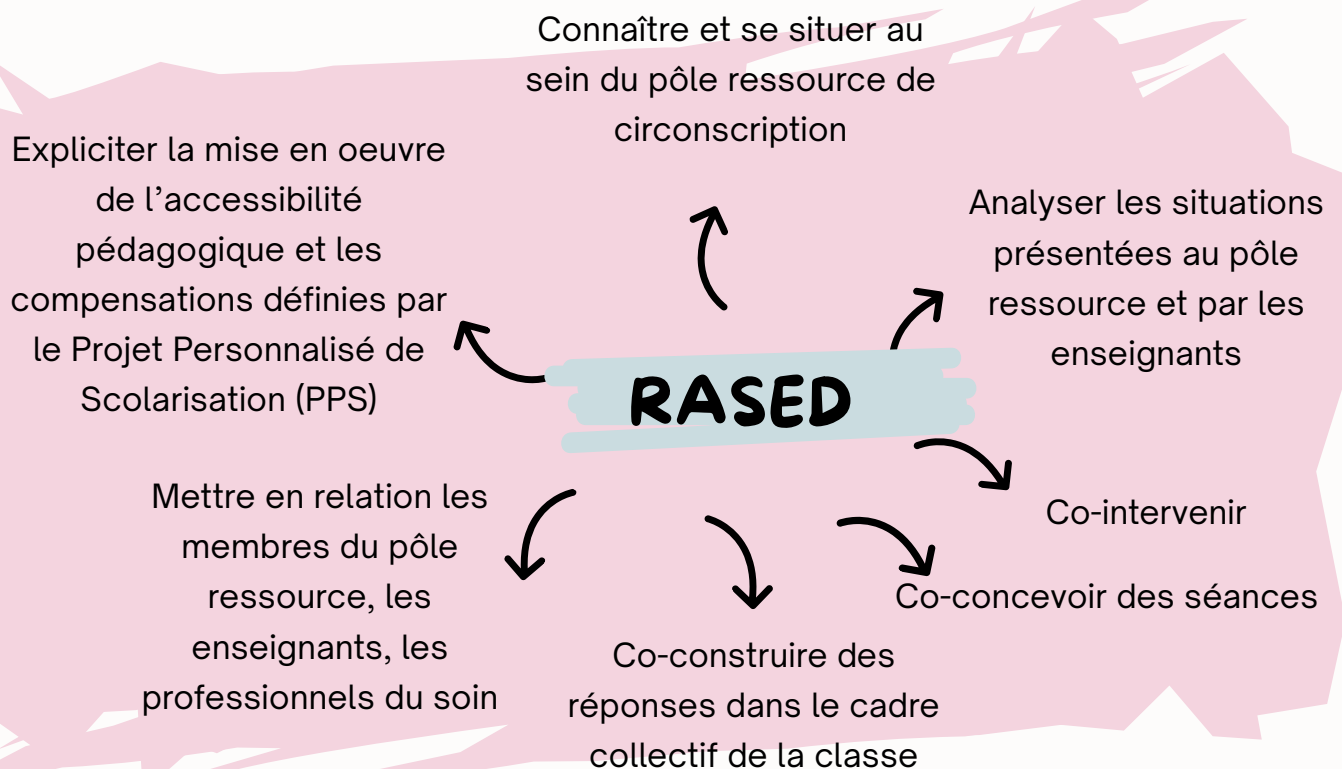 Connaître et se situer au
sein du pôle ressource de
circonscription
Expliciter la mise en oeuvre
de l’accessibilité
pédagogique et les
compensations définies par
le Projet Personnalisé de
Scolarisation (PPS)
Analyser les situations
présentées au pôle
ressource et par les
enseignants
RASED
Mettre en relation les
membres du pôle
ressource, les
enseignants, les
professionnels du soin
Co-intervenir
Co-concevoir des séances
Co-construire des
réponses dans le cadre
collectif de la classe